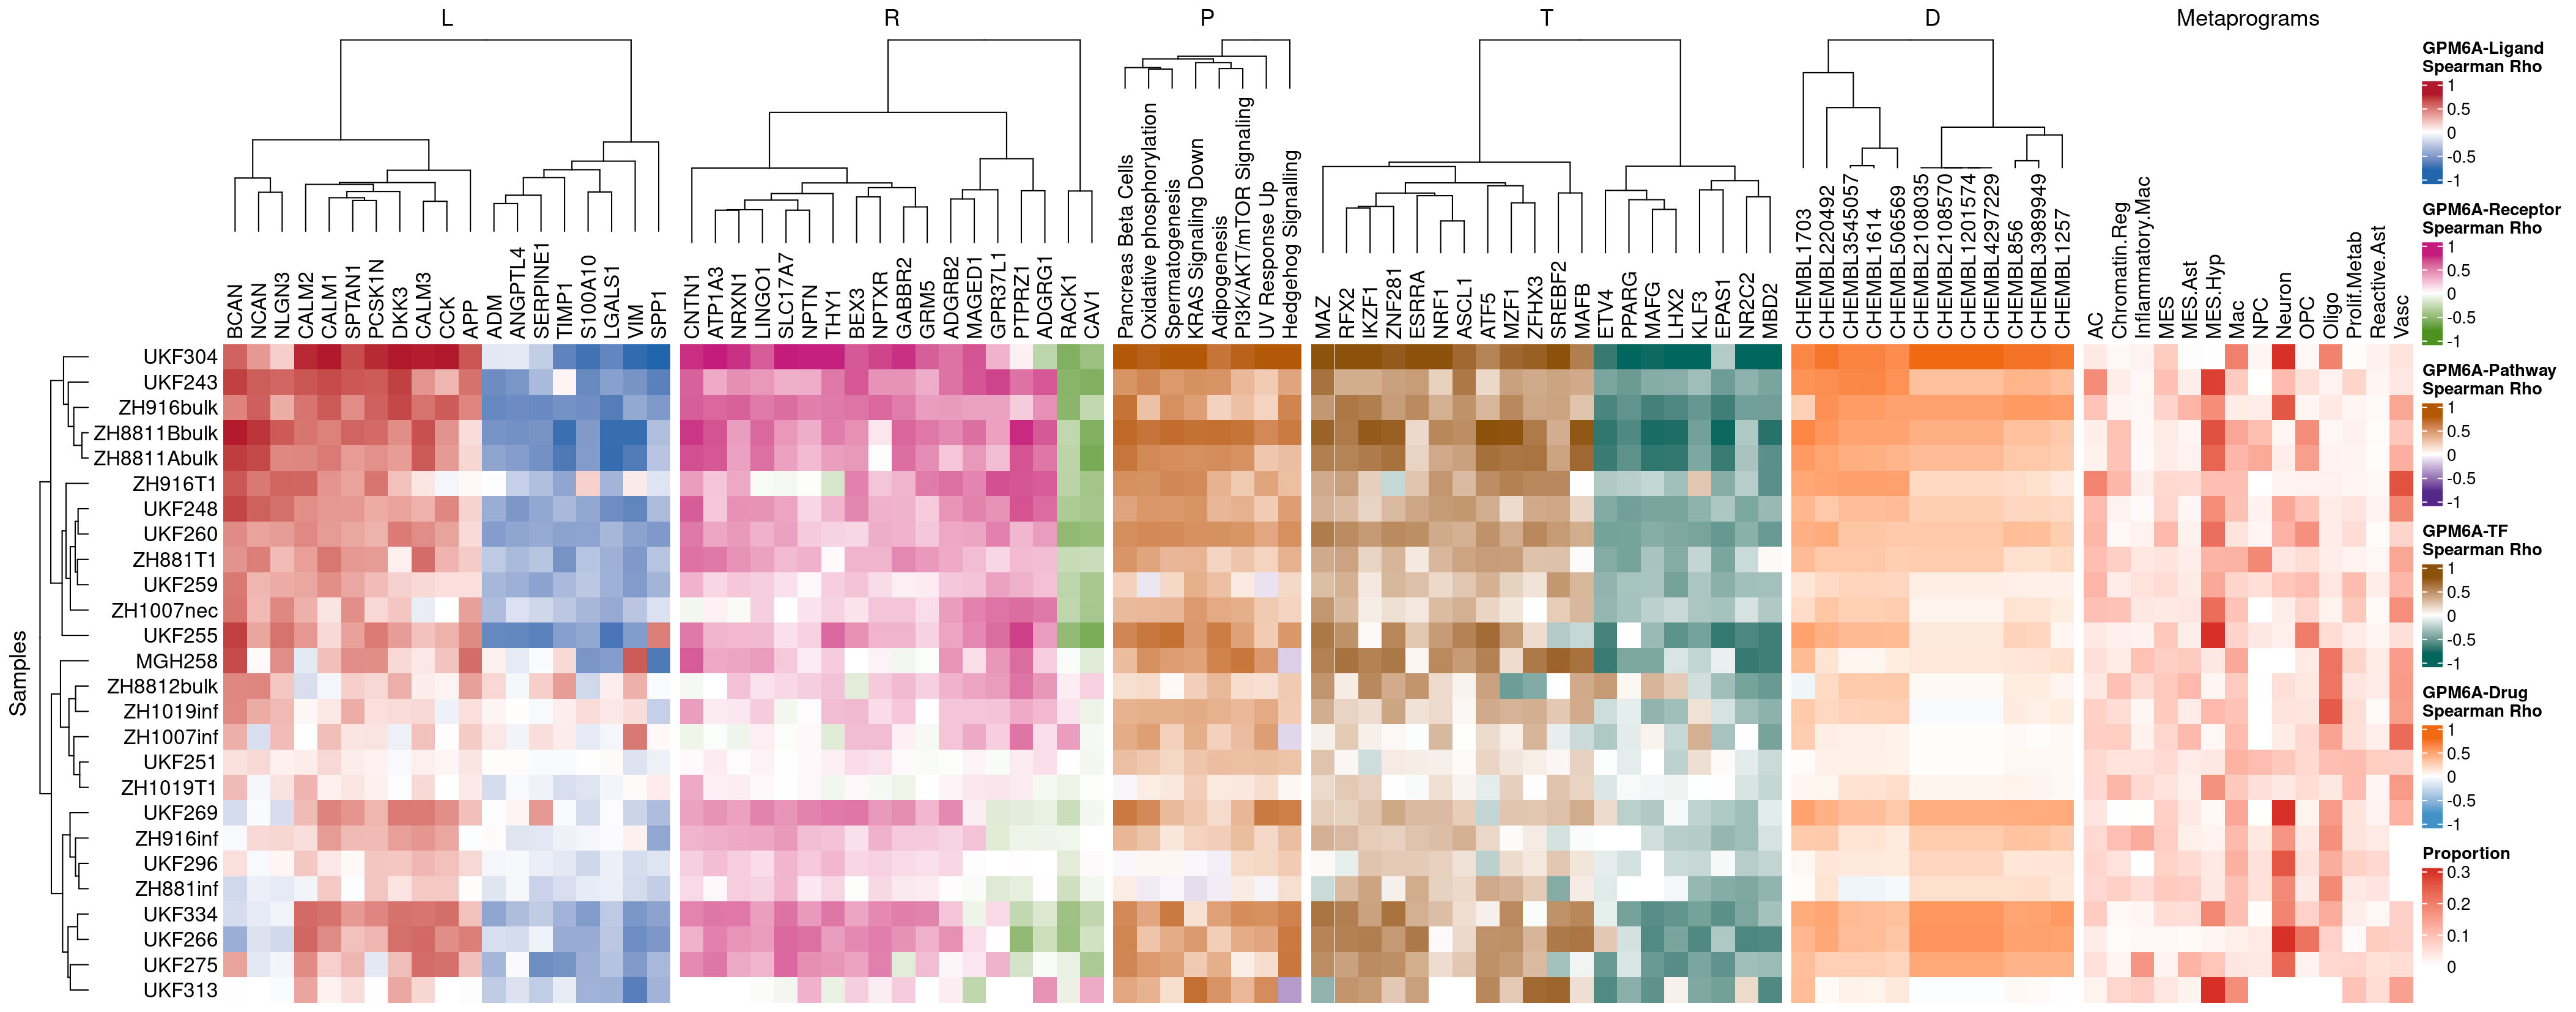 L R P T D Metaprograms
GPM6A-Ligand
Spearman Rho
1
0.5
0
-0.5
-1
GPM6A-Receptor
Spearman Rho
1
0.5
0
-0.5
-1
GPM6A-Pathway
Spearman Rho
1
0.5
0
-0.5
-1
GPM6A-TF
Spearman Rho
1
0.5
0
-0.5
-1
GPM6A-Drug
Spearman Rho
1
0.5
0
-0.5
-1
Proportion
0.3
0.2
0.1
0
BCAN
NCAN
NLGN3
CALM2
CALM1
SPTAN1
PCSK1N
DKK3
CALM3
CCK
APP
ADM
ANGPTL4
SERPINE1
TIMP1
S100A10
LGALS1
VIM
SPP1
CNTN1
ATP1A3
NRXN1
LINGO1
SLC17A7
NPTN
THY1
BEX3
NPTXR
GABBR2
GRM5
ADGRB2
MAGED1
GPR37L1
PTPRZ1
ADGRG1
RACK1
CAV1
Pancreas Beta Cells
Oxidative phosphorylation
Spermatogenesis
KRAS Signaling Down
Adipogenesis
PI3K/AKT/mTOR Signaling
UV Response Up
Hedgehog Signalling
MAZ
RFX2
IKZF1
ZNF281
ESRRA
NRF1
ASCL1
ATF5
MZF1
ZFHX3
SREBF2
MAFB
ETV4
PPARG
MAFG
LHX2
KLF3
EPAS1
NR2C2
MBD2
CHEMBL1703
CHEMBL220492
CHEMBL3545057
CHEMBL1614
CHEMBL506569
CHEMBL2108035
CHEMBL2108570
CHEMBL1201574
CHEMBL4297229
CHEMBL856
CHEMBL3989949
CHEMBL1257
AC
Chromatin.Reg
Inflammatory.Mac
MES
MES.Ast
MES.Hyp
Mac
NPC
Neuron
OPC
Oligo
Prolif.Metab
Reactive.Ast
Vasc
Samples
UKF304
UKF243
ZH916bulk
ZH8811Bbulk
ZH8811Abulk
ZH916T1
UKF248
UKF260
ZH881T1
UKF259
ZH1007nec
UKF255
MGH258
ZH8812bulk
ZH1019inf
ZH1007inf
UKF251
ZH1019T1
UKF269
ZH916inf
UKF296
ZH881inf
UKF334
UKF266
UKF275
UKF313